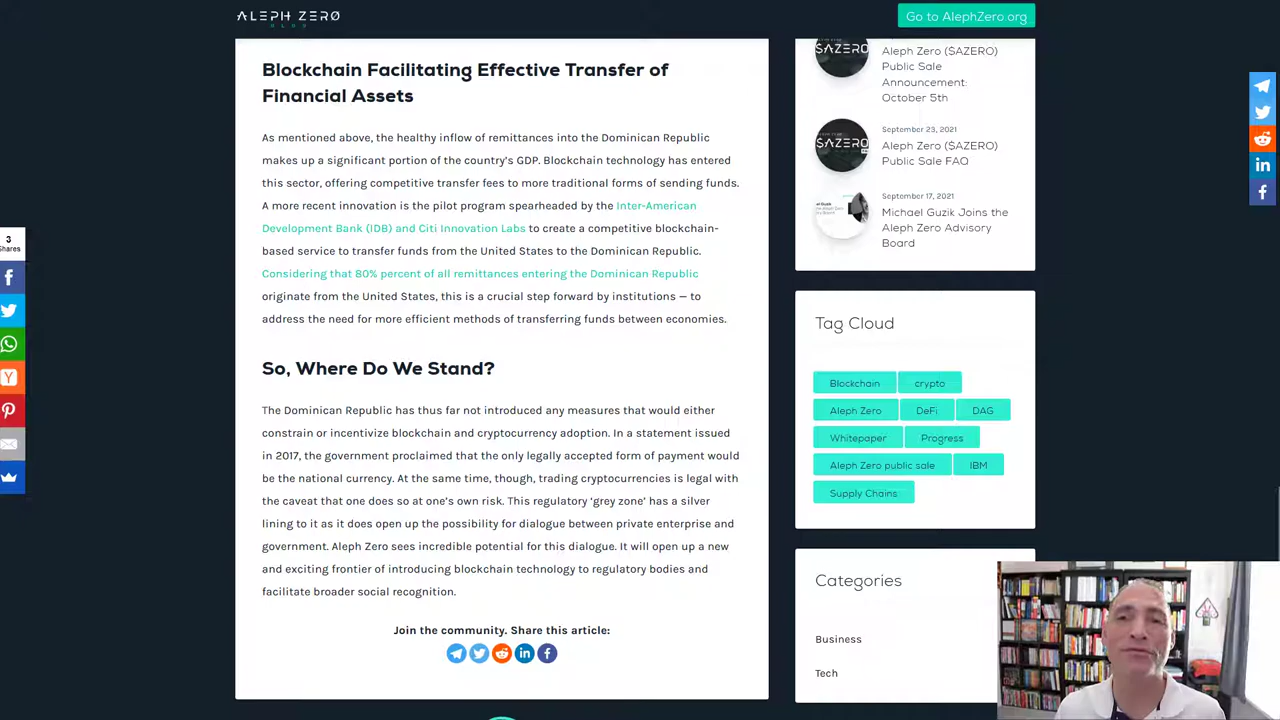 ALEPH ZERO
BLOG
Go to AlephZero.org
Blockchain Facilitating Effective Transfer of
Financial Assets
As mentioned above, the healthy inflow of remittances into the Dominican Republic
makes up a significant portion of the country's GDP. Blockchain technology has entered
this sector, offering competitive transfer fees to more traditional forms of sending funds.
A more recent innovation is the pilot program spearheaded by the Inter-American
Development Bank (IDB) and Citi Innovation Labs to create a competitive blockchain-
based service to transfer funds from the United States to the Dominican Republic.
Considering that 80% percent of all remittances entering the Dominican Republic
originate from the United States, this is a crucial step forward by institutions — to
address the need for more efficient methods of transferring funds between economies.
So, Where Do We Stand?
The Dominican Republic has thus far not introduced any measures that would either
constrain or incentivize blockchain and cryptocurrency adoption. In a statement issued
in 2017, the government proclaimed that the only legally accepted form of payment would
be the national currency. At the same time, though, trading cryptocurrencies is legal with
the caveat that one does so at one's own risk. This regulatory 'grey zone' has a silver
lining to it as it does open up the possibility for dialogue between private enterprise and
government. Aleph Zero sees incredible potential for this dialogue. It will open up a new
and exciting frontier of introducing blockchain technology to regulatory bodies and
facilitate broader social recognition.
Join the community. Share this article:
3
Shares
$AZERO
Aleph Zero ($AZERO)
Public Sale
Announcement:
October 5th
$AZERO
September 23, 2021
Aleph Zero ($AZERO)
Public Sale FAQ
September 17, 2021
Michael Guzik Joins the
Aleph Zero Advisory
Board
Tag Cloud
Blockchain
crypto
Aleph Zero
DeFi
DAG
Whitepaper
Progress
Aleph Zero public sale
IBM
Supply Chains
Categories
Business
Tech